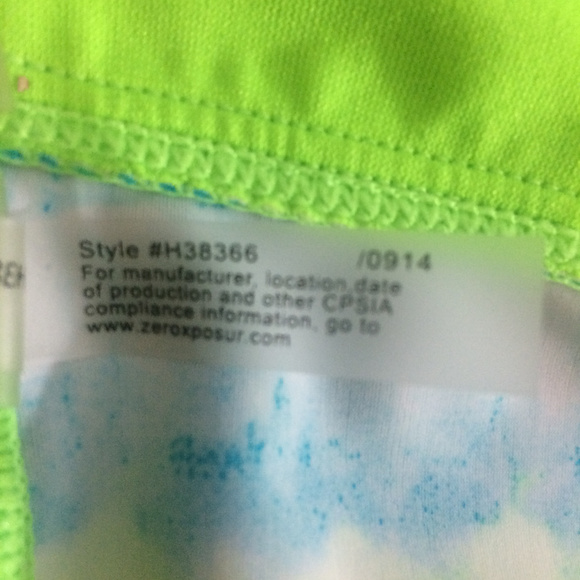 Style #H38366 /0914
For manufacturer, location,date
of production and other CPSIA
compliance information, go to
www.zeroxposur.com